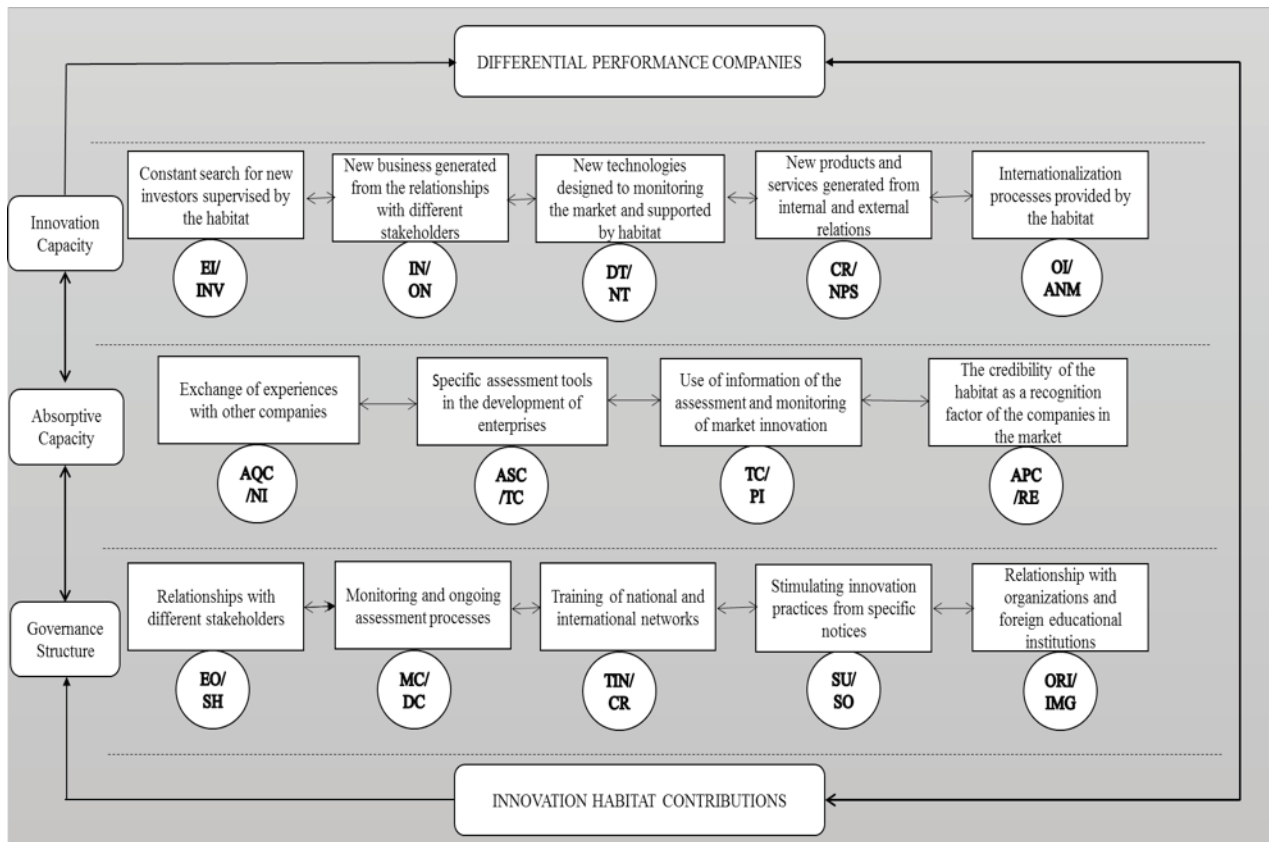 DIFFERENTIAL PERFORMANCE COMPANIES
Innovation
Capacity
Constant search for new
investors supervised by
the habitat
New business generated
from the relationships
with different
stakeholders
New
technologies
designed to monitoring
the market and supported
by habitat
New products and
services generated from
internal and external
relations
Internationalization
processes provided by
the habitat
EI/
INV
IN/
ON
DT/
NT
CR/
NPS
OI/
ANM
Absorptive
Capacity
Exchange of experiences
with other companies
Specific assessment tools
in the development of
enterprises
Use of information of the
assessment and monitoring
of market innovation
The credibility of the
habitat as a recognition
factor of the companies in
the market
AQC
/NI
ASC
/TC
TC/
PI
APC
/RE
Governance
Structure
Relationships with
different stakeholders
Monitoring and ongoing
assessment processes
Training of national and
international networks
Stimulating innovation
practices from specific
notices
Relationship with
organizations and
foreign educational
institutions
EO/
SH
MC/
DC
TIN/
CR
SU/
SO
ORI/
IMG
INNOVATION HABITAT CONTRIBUTIONS